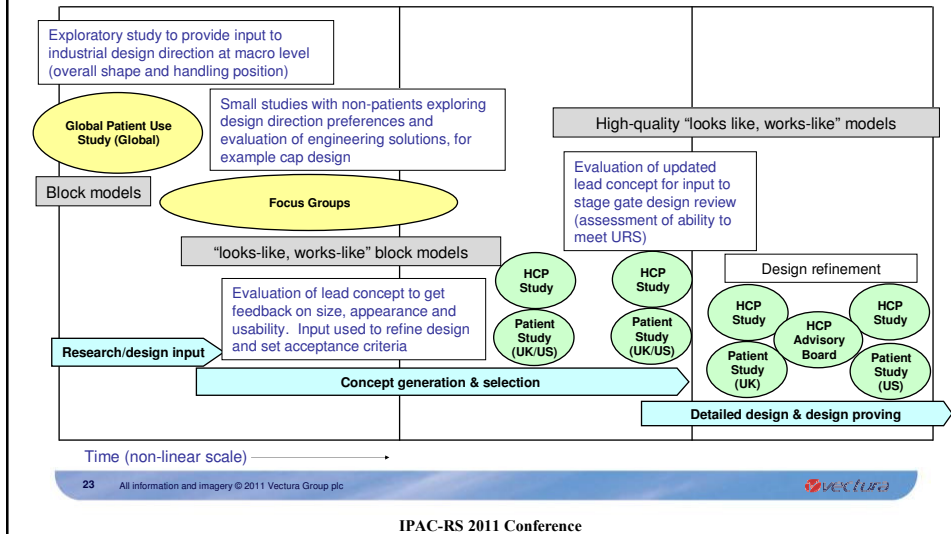 Exploratory study to provide input to
industrial design direction at macro level
(overall shape and handling position)
Global Patient Use
Study (Global)
Small studies with non-patients exploring
design direction preferences and
evaluation of engineering solutions, for
example cap design
High-quality “looks like, works-like” models
Block models
Focus Groups
Evaluation of updated
lead concept for input to
stage gate design review
(assessment of ability to
meet URS)
“looks-like, works-like” block models
HCP
Study
HCP
Study
Design refinement
Evaluation of lead concept to get
feedback on size, appearance and
usability.  Input used to refine design
and set acceptance criteria
Patient
Study
(UK/US)
Patient
Study
(UK/US)
HCP
Study
HCP
Advisory
Board
HCP
Study
Patient
Study
(UK)
Patient
Study
(US)
Research/design input
Concept generation & selection
Detailed design & design proving
Time (non-linear scale)
23 All information and imagery © 2011 Vectura Group plc
vectura
IPAC-RS 2011 Conference